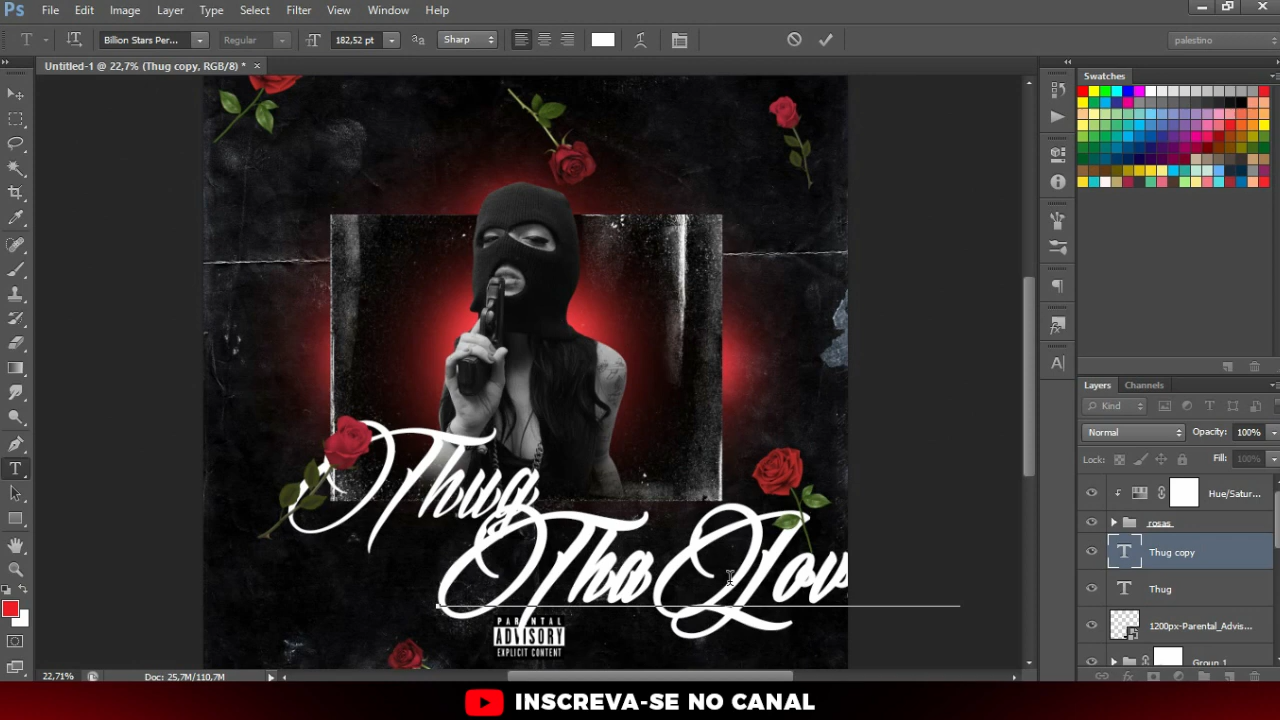 Ps File Edit Image Layer Type Select Filter View Window Help
T Billion Stars Per... Regular 182,52 pt Sharp palestino
Untitled-1 @ 22,7% (Thug copy, RGB/8) * ×
Swatches
Thug
Tha Lov
PARENTAL
ADVISORY
EXPLICIT CONTENT
Layers Channels
Kind
Normal Opacity: 100%
Lock: Fill: 100%
Hue/Satur...
rosas
T Thug copy
T Thug
1200px-Parental_Advis...
Group 1
22,71% Doc: 25,7M/110,7M
INSCREVA-SE NO CANAL